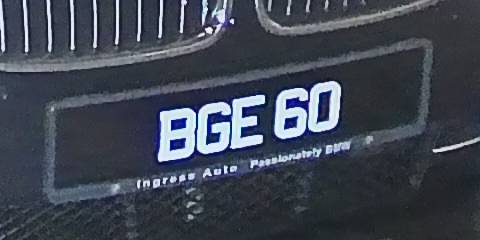 BGE 60
Ingress Auto Passionately BMW